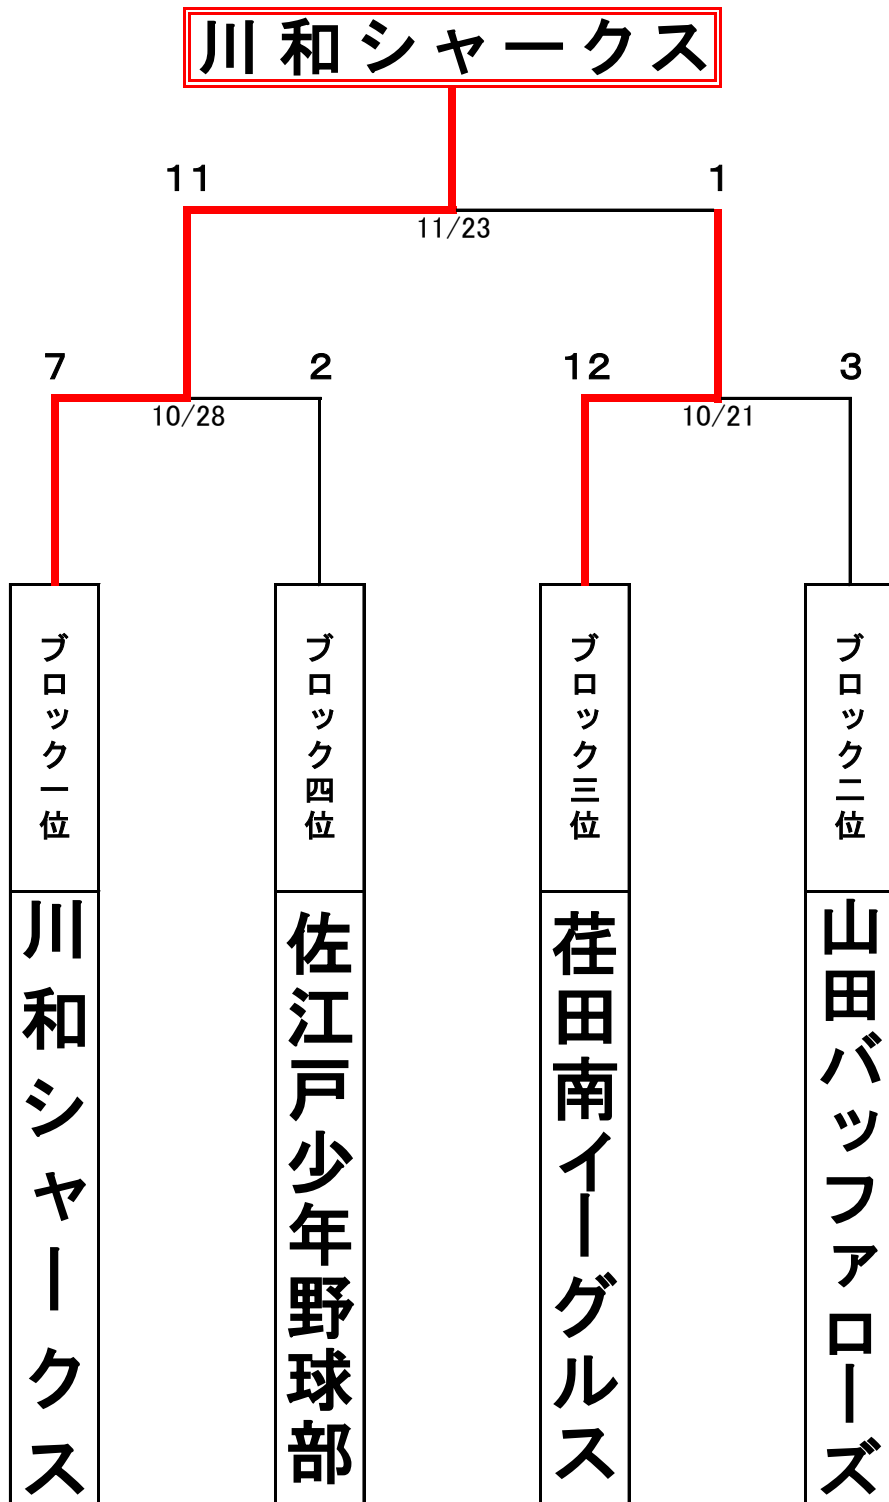 川和シャークス
11
1
11/23
7
2
12
3
10/28
10/21
ブロック一位
ブロック四位
ブロック三位
ブロック二位
川和シャークス
佐江戸少年野球部
荏田南イーグルス
山田バッファローズ